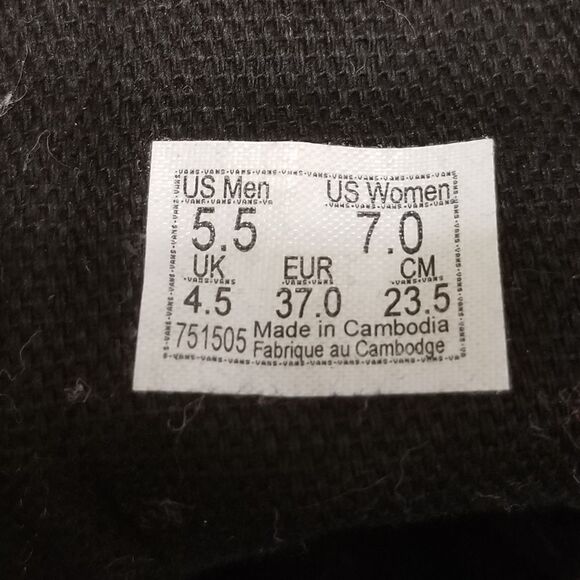 US Men US Women
5.5 7.0
UK EUR CM
4.5 37.0 23.5
751505 Made in Cambodia
Fabrique au Cambodge